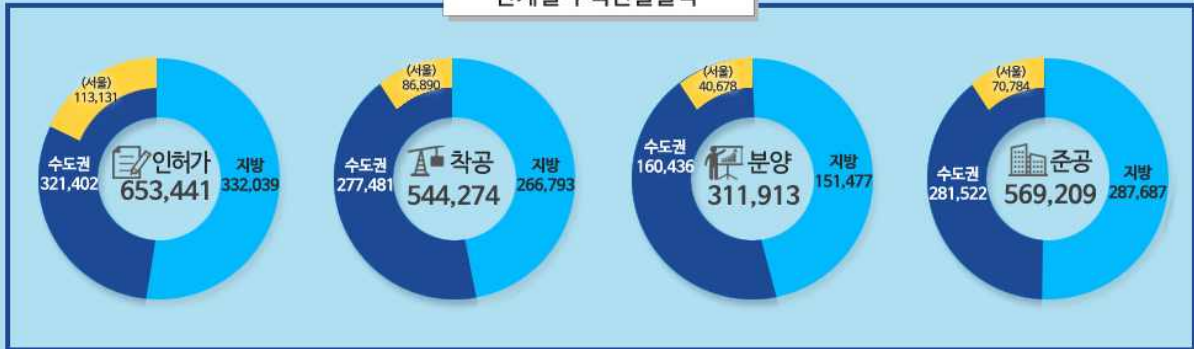 (서울)
113,131
수도권
321,402
인허가
653,441
지방
332,039
(서울)
86,890
수도권
277,481
착공
544,274
지방
266,793
(서울)
40,678
수도권
160,436
분양
311,913
지방
151,477
(서울)
70,784
수도권
281,522
준공
569,209
지방
287,687